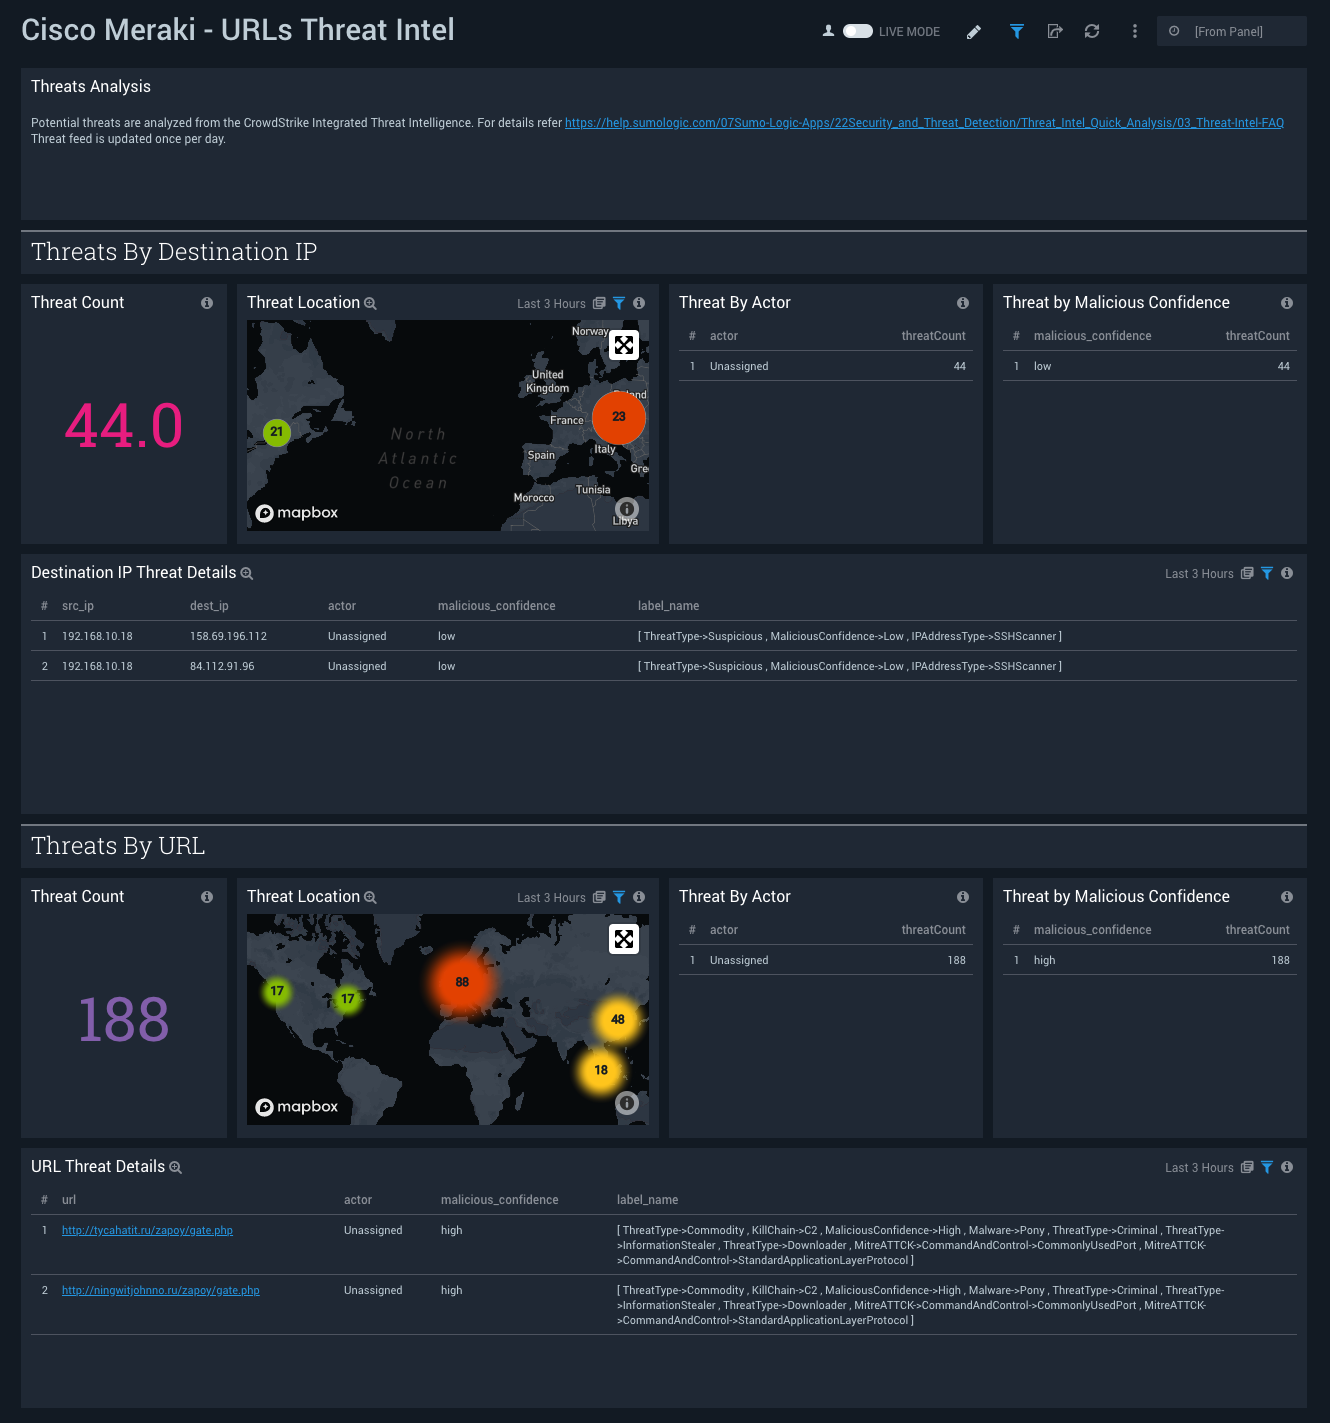 Cisco Meraki - URLs Threat Intel
LIVE MODE
[From Panel]
Threats Analysis
Potential threats are analyzed from the CrowdStrike Integrated Threat Intelligence. For details refer https://help.sumologic.com/07Sumo-Logic-Apps/22Security_and_Threat_Detection/Threat_Intel_Quick_Analysis/03_Threat-Intel-FAQ
Threat feed is updated once per day.
Threats By Destination IP
Threat Count
44.0
Threat Location
Last 3 Hours
Norway
United
Kingdom
France
23
Italy
Spain
Tunisia
Morocco
Libya
21
North
Atlantic
Ocean
mapbox
Threat By Actor
# actor threatCount
1 Unassigned 44
Threat by Malicious Confidence
# malicious_confidence threatCount
1 low 44
Destination IP Threat Details
Last 3 Hours
# src_ip dest_ip actor malicious_confidence label_name
1 192.168.10.18 158.69.196.112 Unassigned low [ ThreatType->Suspicious , MaliciousConfidence->Low , IPAddressType->SSHScanner ]
2 192.168.10.18 84.112.91.96 Unassigned low [ ThreatType->Suspicious , MaliciousConfidence->Low , IPAddressType->SSHScanner ]
Threats By URL
Threat Count
188
Threat Location
Last 3 Hours
17
17
88
48
18
mapbox
Threat By Actor
# actor threatCount
1 Unassigned 188
Threat by Malicious Confidence
# malicious_confidence threatCount
1 high 188
URL Threat Details
Last 3 Hours
# url actor malicious_confidence label_name
1 http://tycahatit.ru/zapoy/gate.php Unassigned high [ ThreatType->Commodity , KillChain->C2 , MaliciousConfidence->High , Malware->Pony , ThreatType->Criminal , ThreatType-
>InformationStealer , ThreatType->Downloader , MitreATTCK->CommandAndControl->CommonlyUsedPort , MitreATTCK-
>CommandAndControl->StandardApplicationLayerProtocol ]
2 http://ningwitjohnno.ru/zapoy/gate.php Unassigned high [ ThreatType->Commodity , KillChain->C2 , MaliciousConfidence->High , Malware->Pony , ThreatType->Criminal , ThreatType-
>InformationStealer , ThreatType->Downloader , MitreATTCK->CommandAndControl->CommonlyUsedPort , MitreATTCK-
>CommandAndControl->StandardApplicationLayerProtocol ]